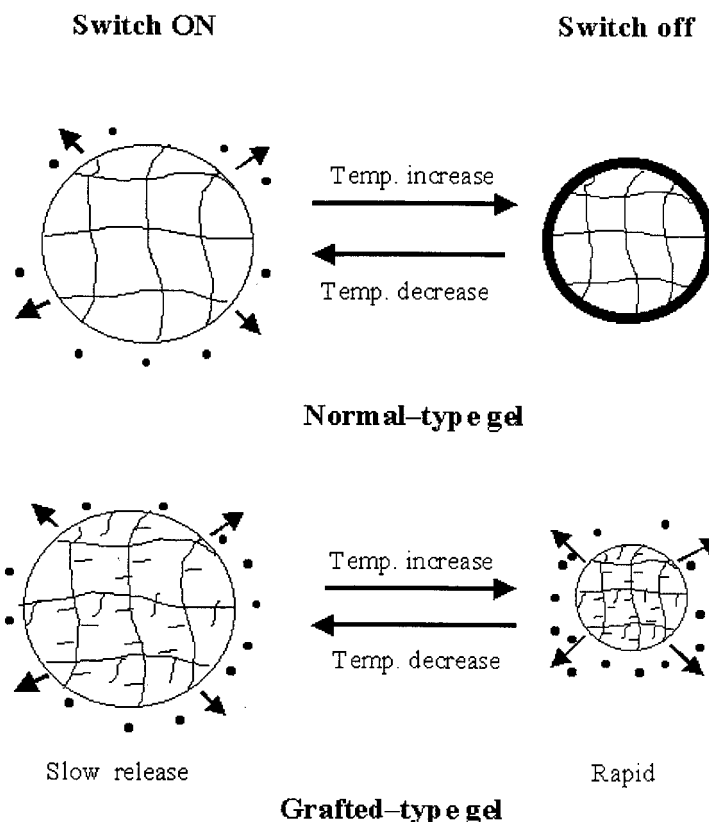 Switch ON
Switch off
Temp. increase
Temp. decrease
Normal–type gel
Temp. increase
Temp. decrease
Slow release
Rapid
Grafted–type gel